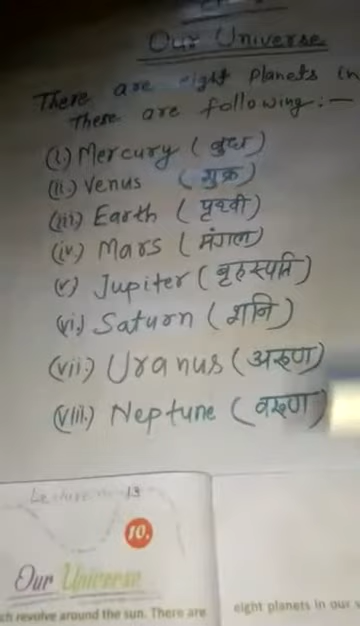 Our Universe
There are eight planets in
These are following:-
(i.) Mercury (बुध)
(ii.) Venus (शुक्र)
(iii) Earth (पृथ्वी)
(iv.) Mars (मंगल)
(v.) Jupiter (बृहस्पति)
(vi.) Saturn (शनि)
(vii.) Uranus (अरूण)
(viii.) Neptune (वरूण)
13
10.
Our Universe
ch revolve around the sun. There are
eight planets in our